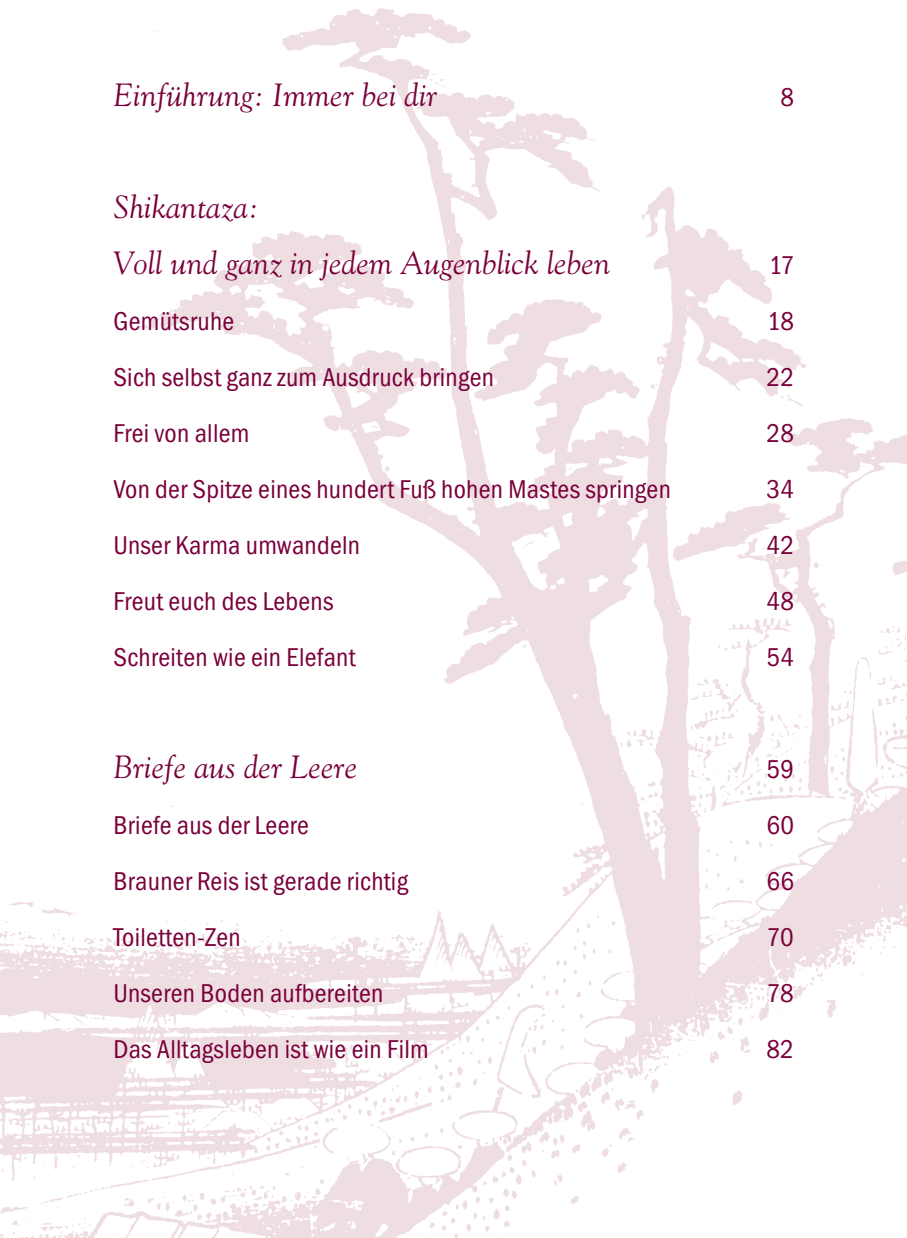 Einführung: Immer bei dir 8
Shikantaza:
Voll und ganz in jedem Augenblick leben 17
Gemütsruhe 18
Sich selbst ganz zum Ausdruck bringen 22
Frei von allem 28
Von der Spitze eines hundert Fuß hohen Mastes springen 34
Unser Karma umwandeln 42
Freut euch des Lebens 48
Schreiten wie ein Elefant 54
Briefe aus der Leere 59
Briefe aus der Leere 60
Brauner Reis ist gerade richtig 66
Toiletten-Zen 70
Unseren Boden aufbereiten 78
Das Alltagsleben ist wie ein Film 82